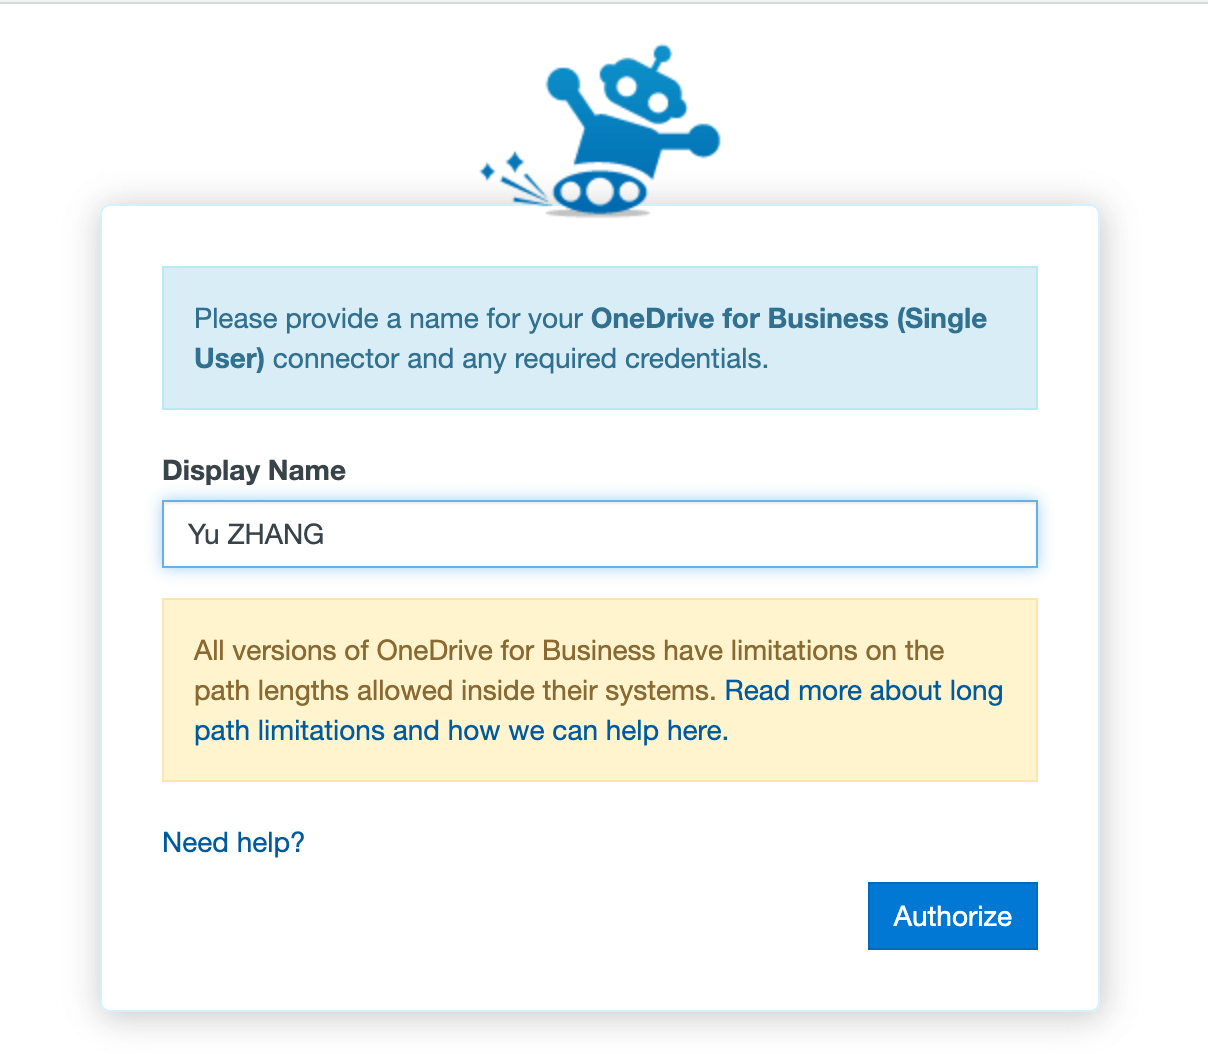 Please provide a name for your OneDrive for Business (Single
User) connector and any required credentials.
Display Name
Yu ZHANG
All versions of OneDrive for Business have limitations on the
path lengths allowed inside their systems. Read more about long
path limitations and how we can help here.
Need help?
Authorize